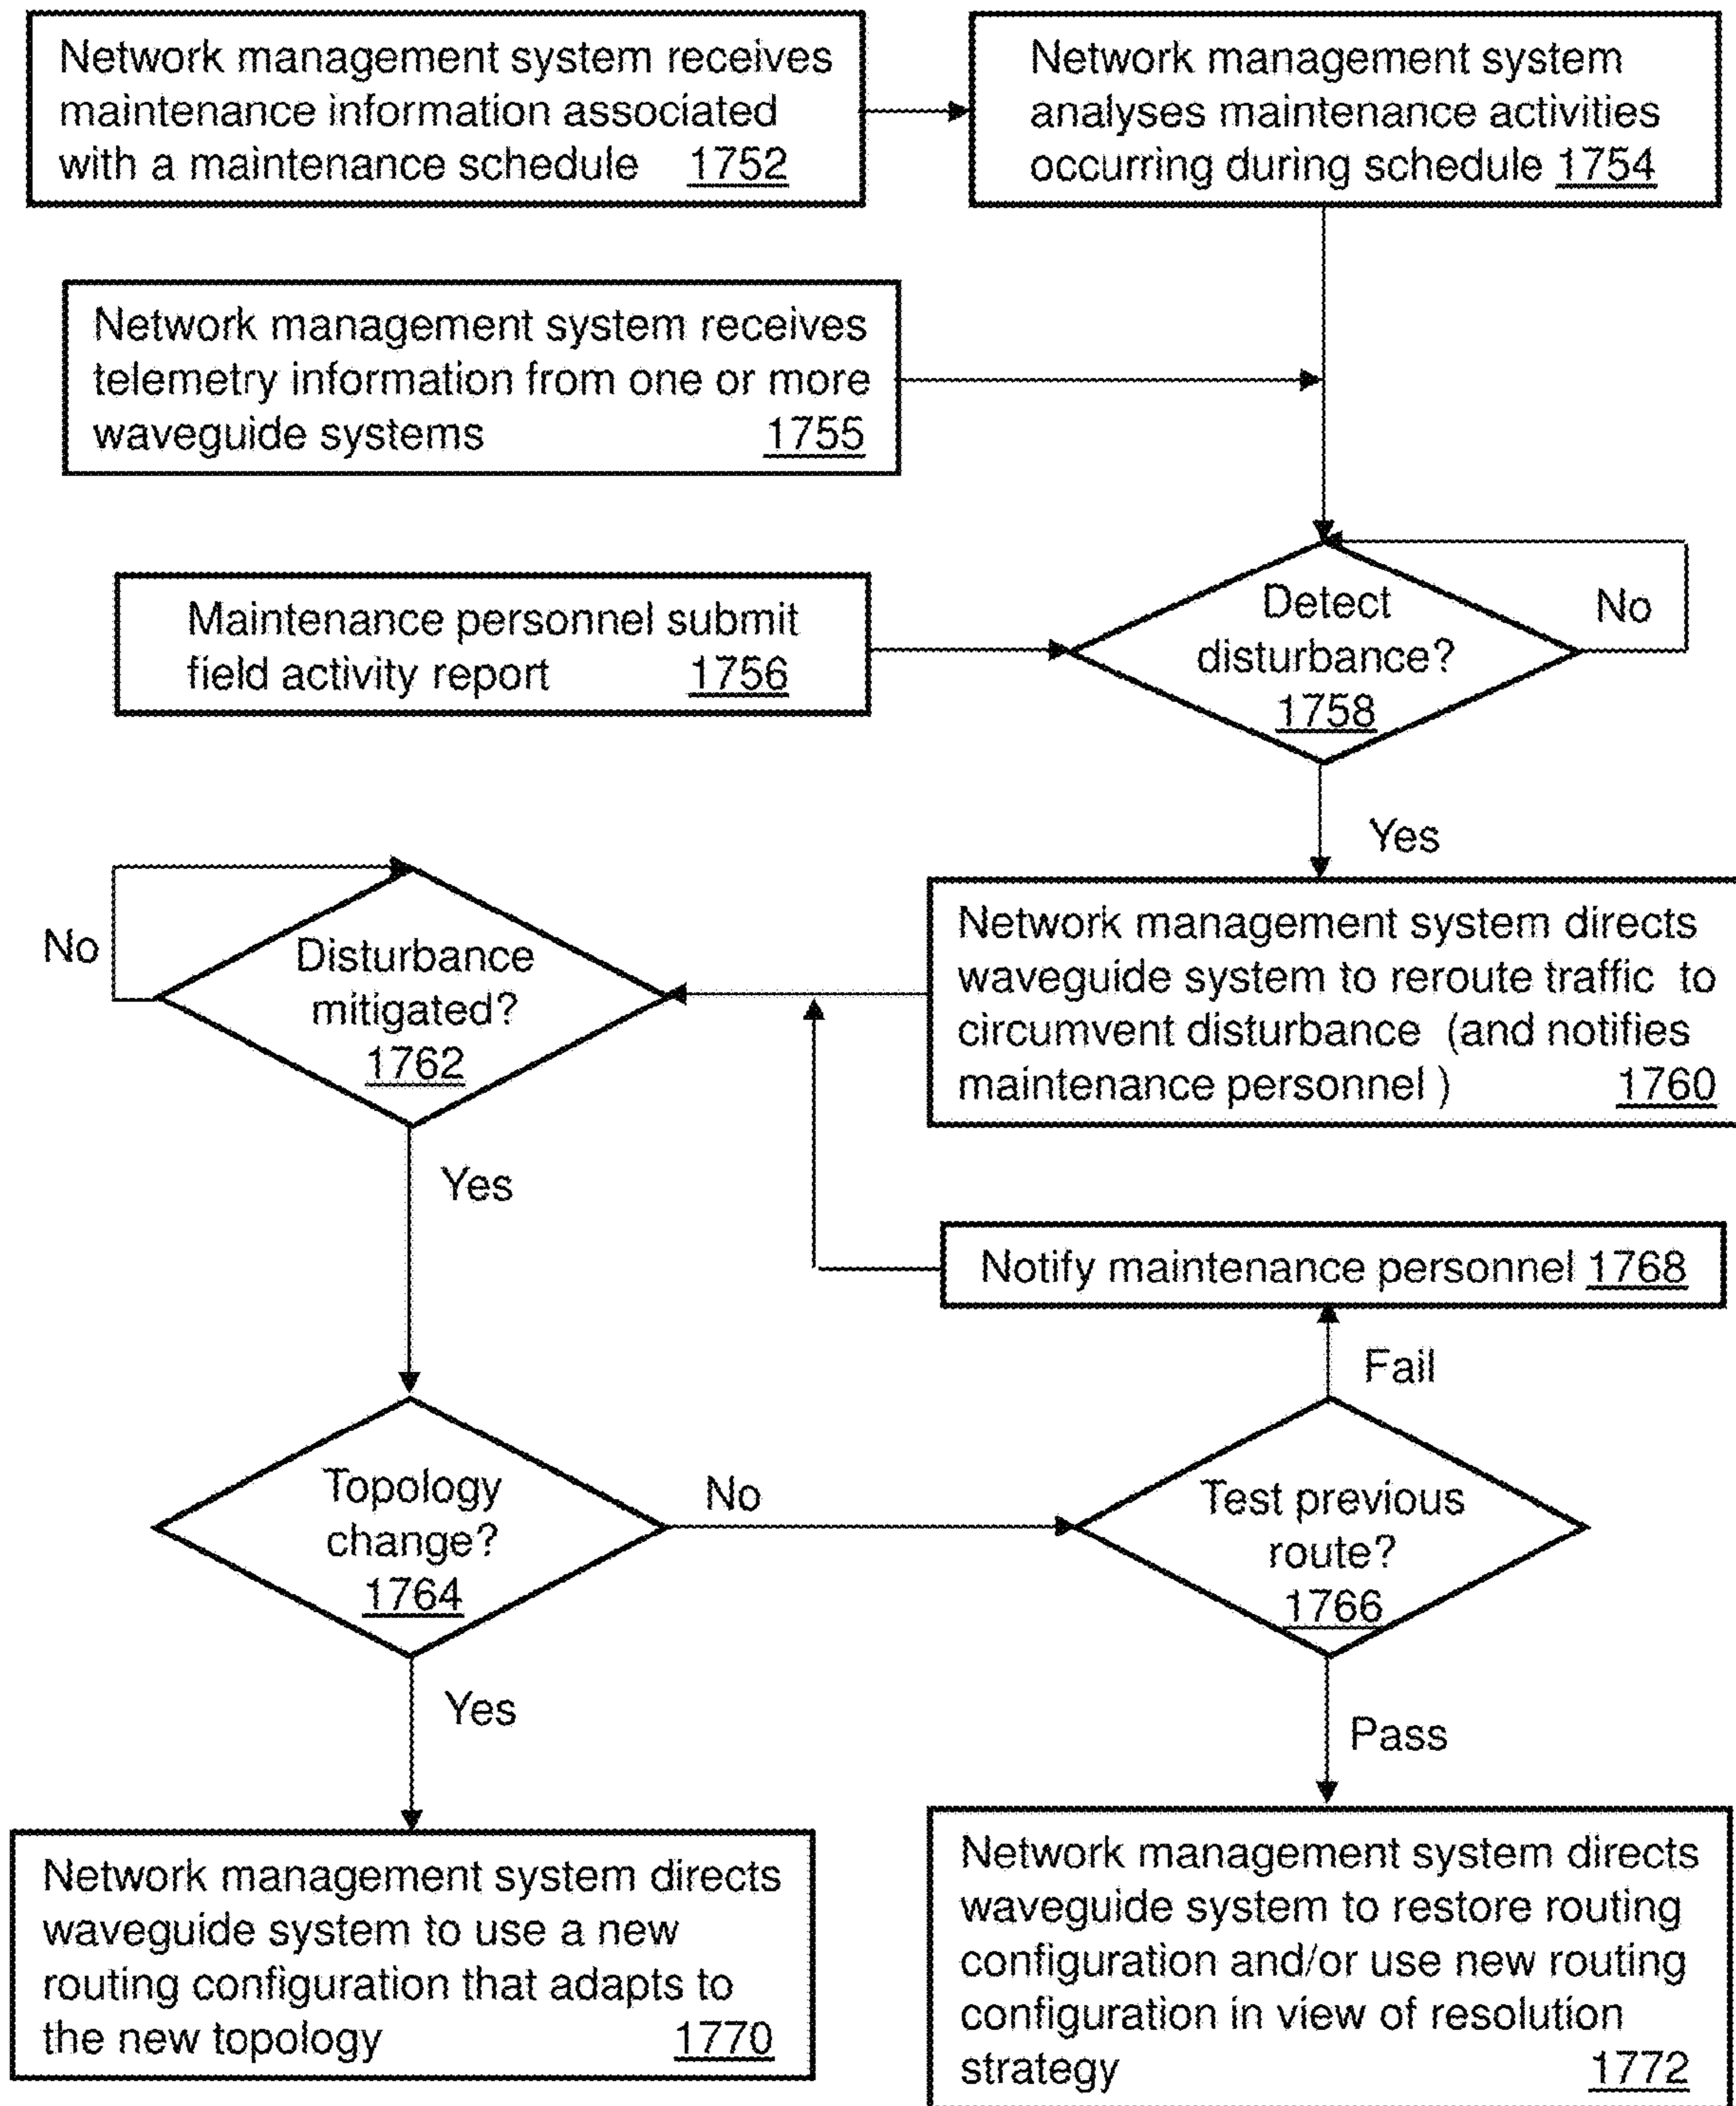 Network management system receives
maintenance information associated
with a maintenance schedule 1752
Network management system
analyses maintenance activities
occurring during schedule 1754
Network management system receives
telemetry information from one or more
waveguide systems 1755
Maintenance personnel submit
field activity report 1756
Detect
disturbance?
1758
No
Yes
Network management system directs
waveguide system to reroute traffic to
circumvent disturbance (and notifies
maintenance personnel ) 1760
Disturbance
mitigated?
1762
No
Yes
Notify maintenance personnel 1768
Fail
Topology
change?
1764
No
Test previous
route?
1766
Yes
Pass
Network management system directs
waveguide system to use a new
routing configuration that adapts to
the new topology 1770
Network management system directs
waveguide system to restore routing
configuration and/or use new routing
configuration in view of resolution
strategy 1772